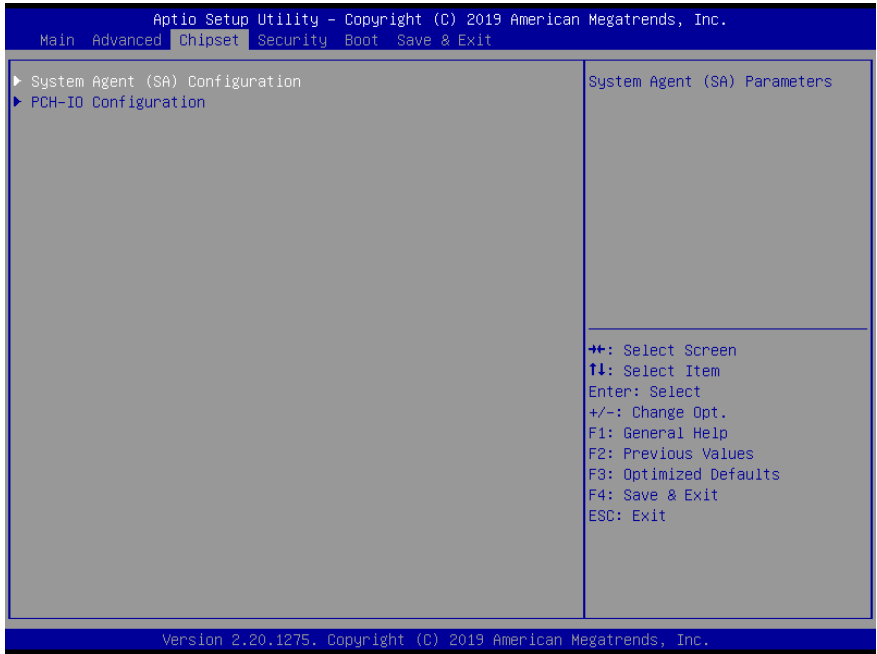 Aptio Setup Utility – Copyright (C) 2019 American Megatrends, Inc.
Main Advanced Chipset Security Boot Save & Exit
System Agent (SA) Configuration
PCH-IO Configuration
System Agent (SA) Parameters
→←: Select Screen
↑↓: Select Item
Enter: Select
+/-: Change Opt.
F1: General Help
F2: Previous Values
F3: Optimized Defaults
F4: Save & Exit
ESC: Exit
Version 2.20.1275. Copyright (C) 2019 American Megatrends, Inc.